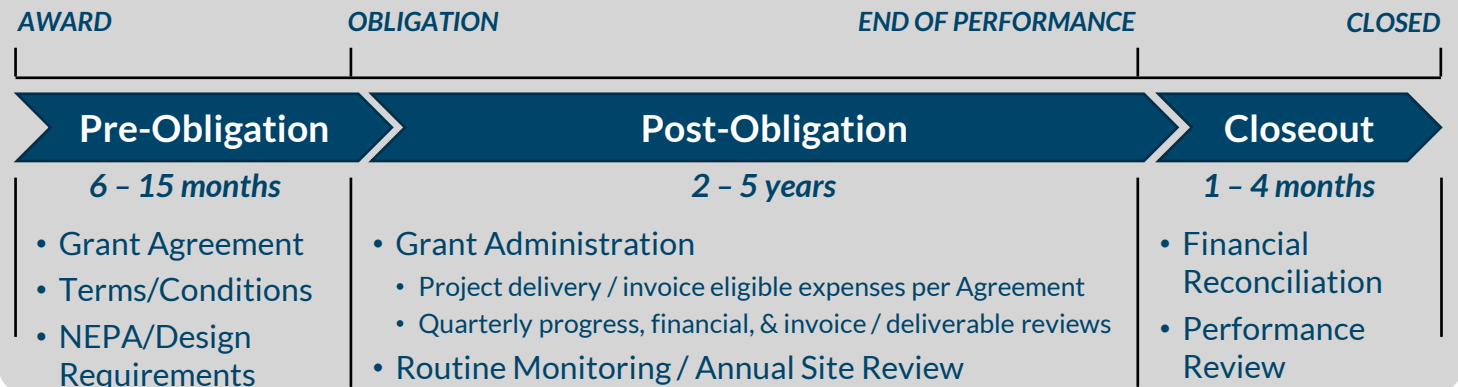 AWARD
OBLIGATION
END OF PERFORMANCE
CLOSED
Pre-Obligation
Post-Obligation
Closeout
6 – 15 months
2 – 5 years
1 – 4 months
• Grant Agreement
• Terms/Conditions
• NEPA/Design
Requirements
• Grant Administration
• Project delivery / invoice eligible expenses per Agreement
• Quarterly progress, financial, & invoice / deliverable reviews
• Routine Monitoring / Annual Site Review
• Financial
Reconciliation
• Performance
Review